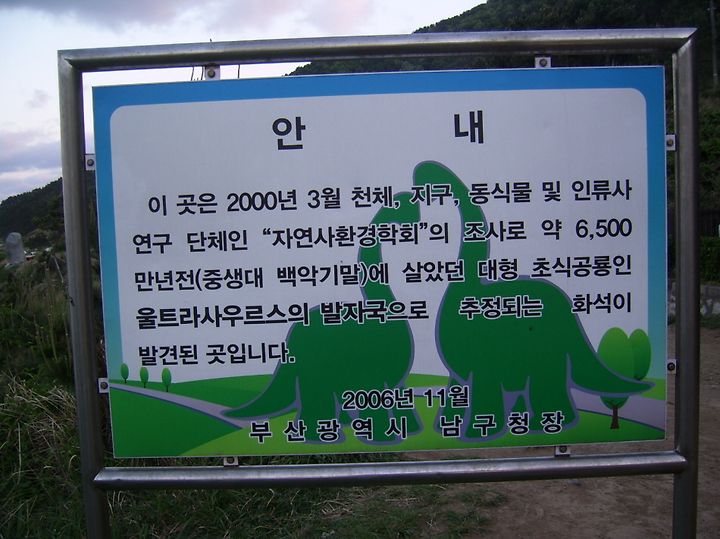 안 내
이 곳은 2000년 3월 천체, 지구, 동식물 및 인류사
연구 단체인 “자연사환경학회”의 조사로 약 6,500
만년전(중생대 백악기말)에 살았던 대형 초식공룡인
울트라사우르스의 발자국으로 추정되는 화석이
발견된 곳입니다.
2006년 11월
부산광역시 남구청장